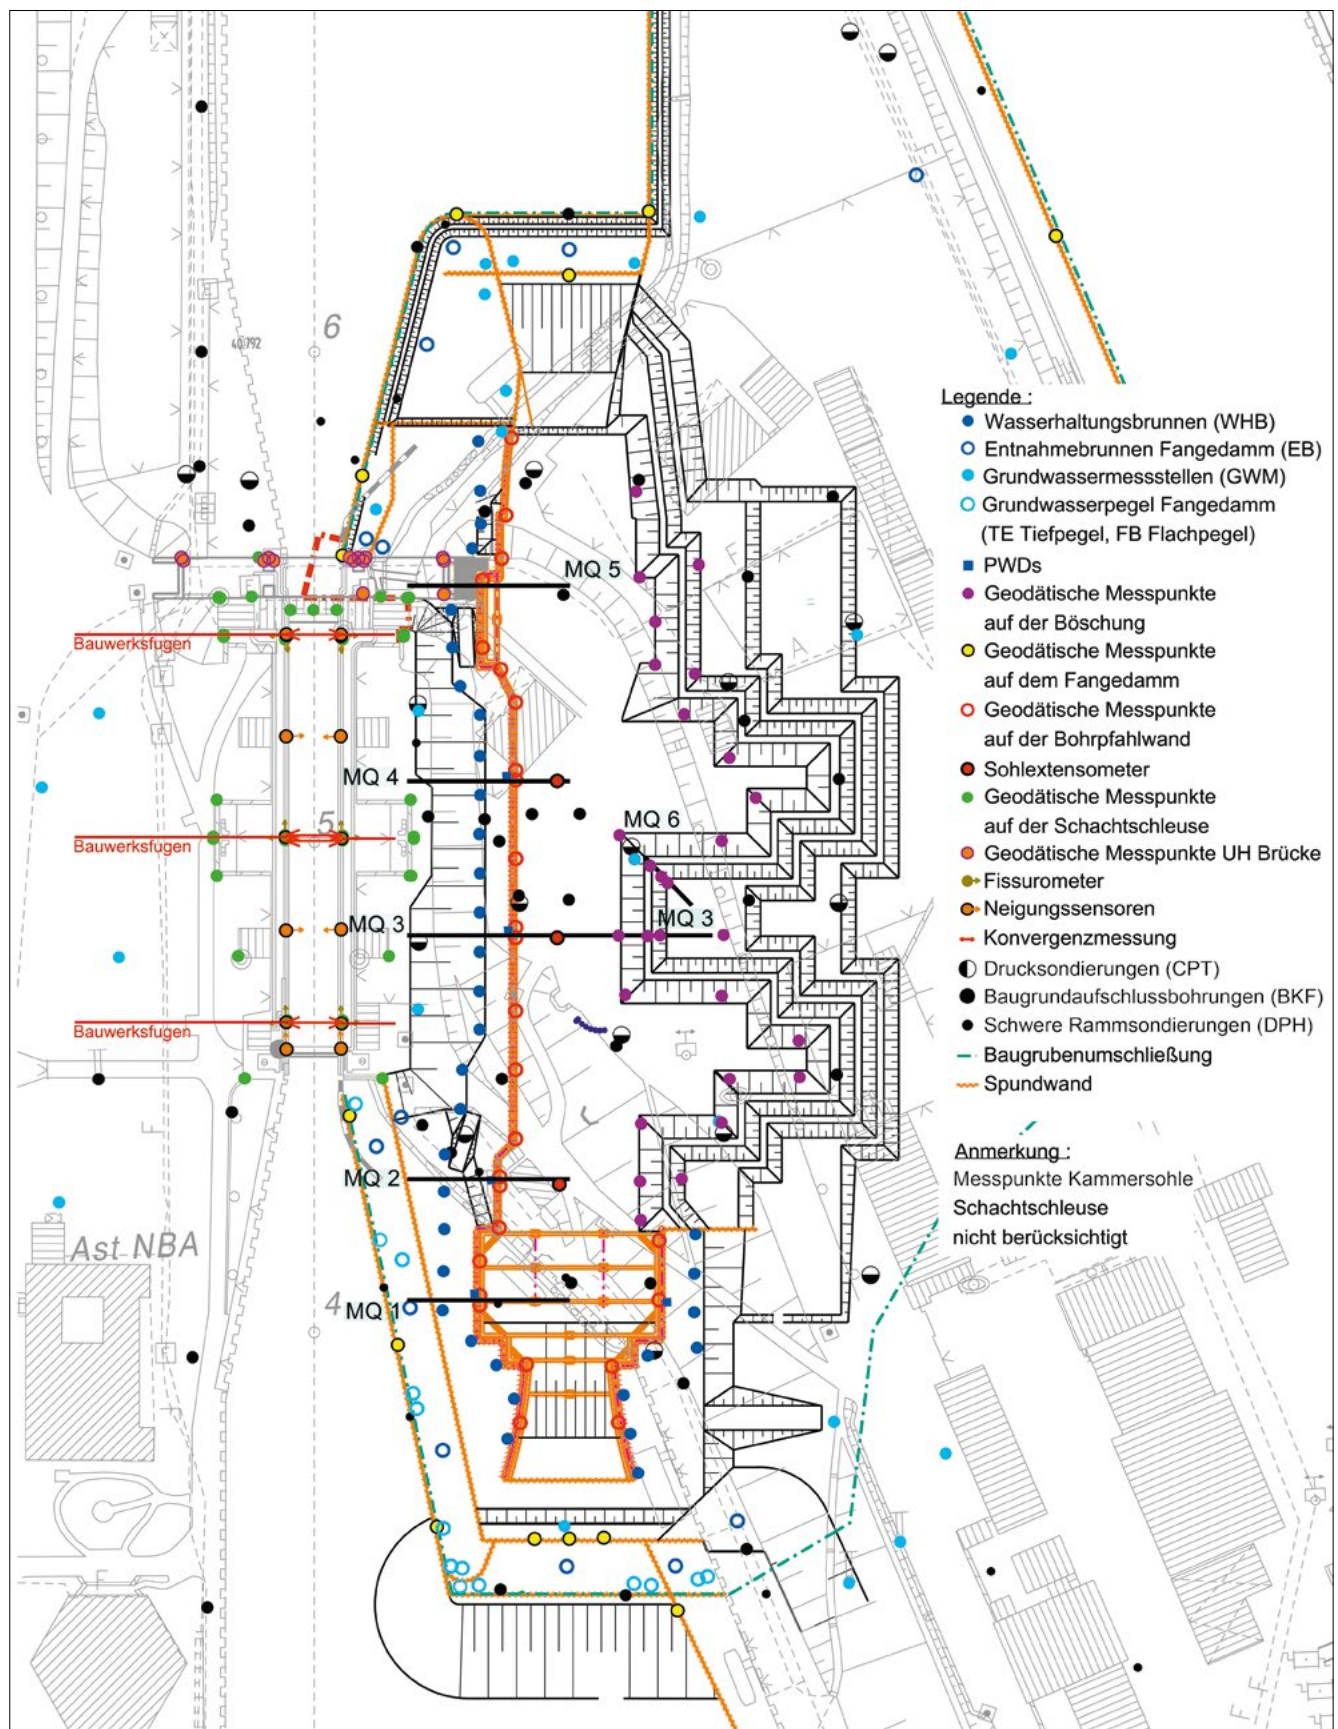 6
40.792
Legende :
Wasserhaltungsbrunnen (WHB)
Entnahmebrunnen Fangedamm (EB)
Grundwassermessstellen (GWM)
Grundwasserpegel Fangedamm
(TE Tiefpegel, FB Flachpegel)
PWDs
Geodätische Messpunkte
auf der Böschung
Geodätische Messpunkte
auf dem Fangedamm
Geodätische Messpunkte
auf der Bohrpfahlwand
Sohlextensometer
Geodätische Messpunkte
auf der Schachtschleuse
Geodätische Messpunkte UH Brücke
Fissurometer
Neigungssensoren
Konvergenzmessung
Drucksondierungen (CPT)
Baugrundaufschlussbohrungen (BKF)
Schwere Rammsondierungen (DPH)
Baugrubenumschließung
Spundwand
Anmerkung :
Messpunkte Kammersohle
Schachtschleuse
nicht berücksichtigt
MQ 5
Bauwerksfugen
MQ 4
MQ 6
5
Bauwerksfugen
MQ 3
MQ 3
Bauwerksfugen
MQ 2
Ast NBA
4
MQ 1